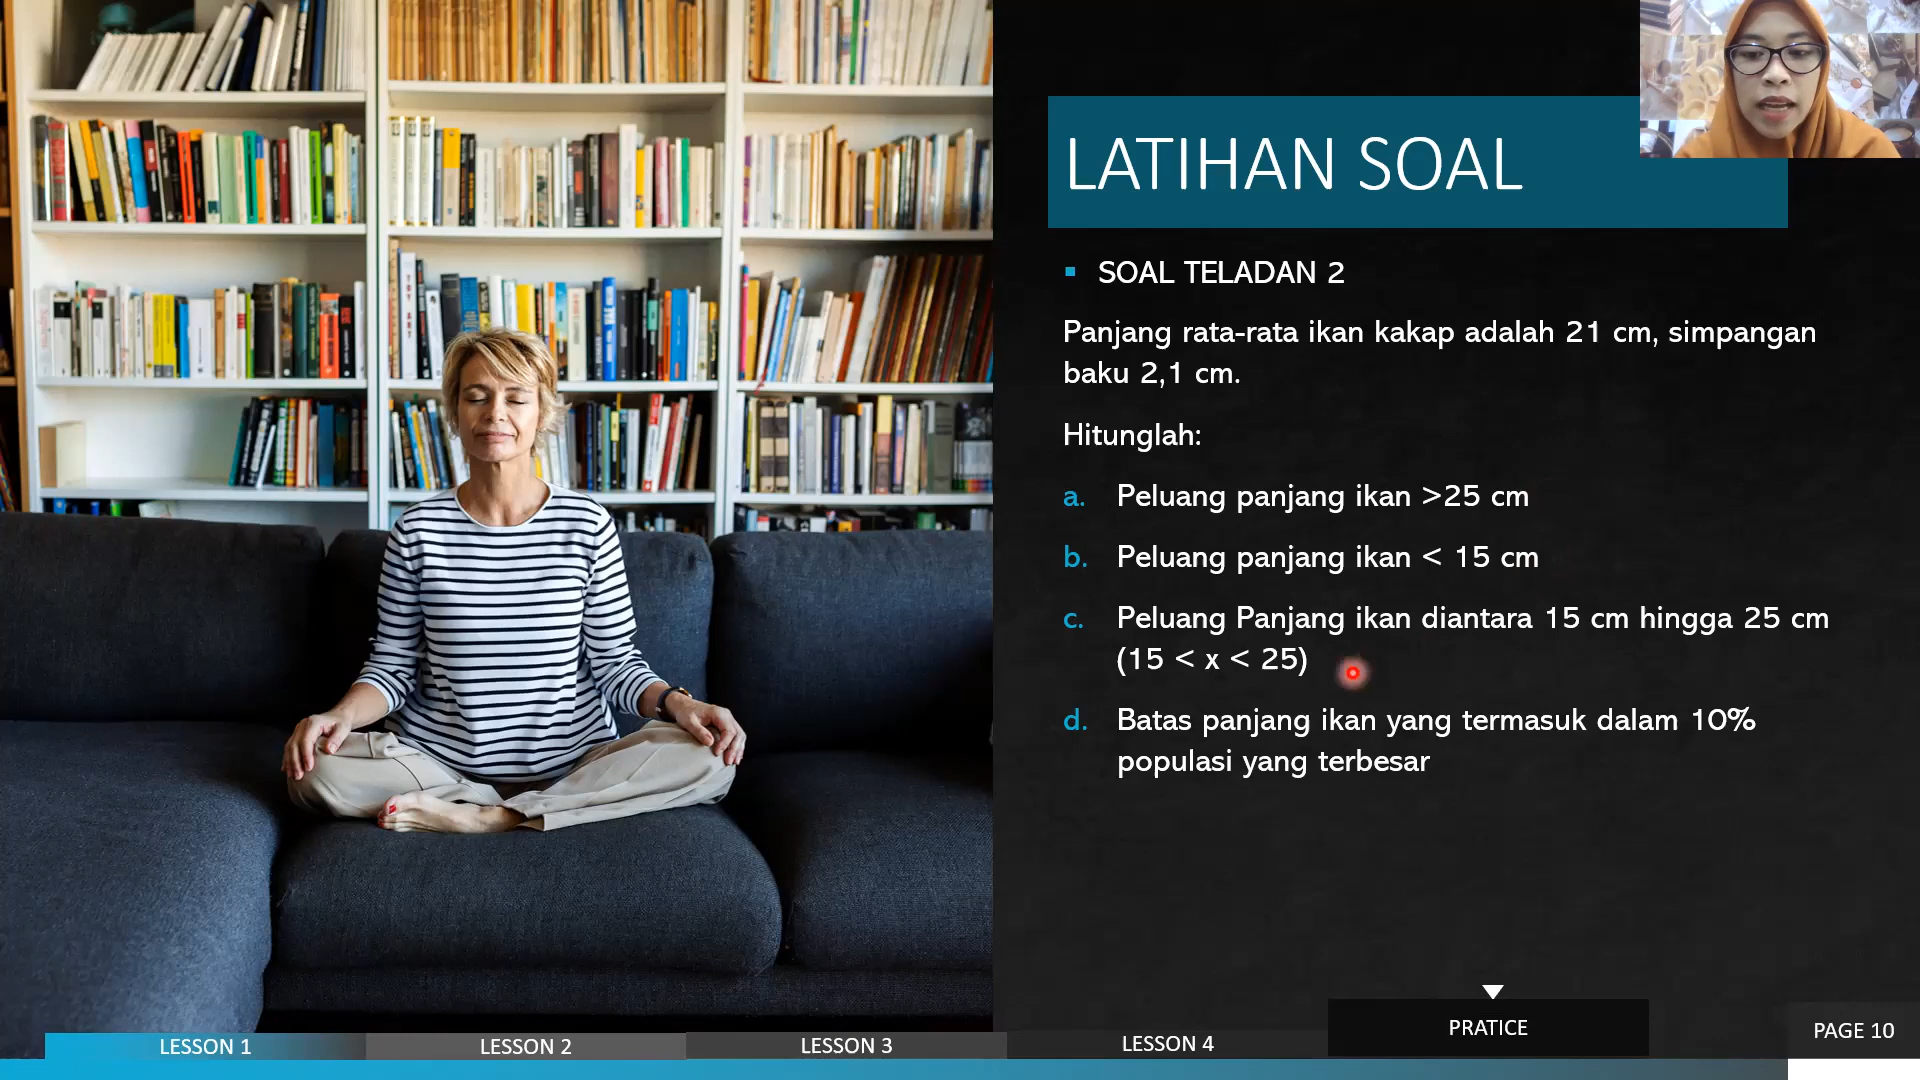 LATIHAN SOAL
SOAL TELADAN 2
Panjang rata-rata ikan kakap adalah 21 cm, simpangan
baku 2,1 cm.
Hitunglah:
a. Peluang panjang ikan >25 cm
b. Peluang panjang ikan < 15 cm
c. Peluang Panjang ikan diantara 15 cm hingga 25 cm
(15 < x < 25)
d. Batas panjang ikan yang termasuk dalam 10%
populasi yang terbesar
LESSON 1
LESSON 2
LESSON 3
LESSON 4
PRATICE
PAGE 10